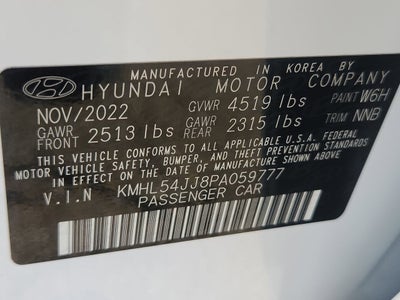 MANUFACTURED IN KOREA BY
HYUNDAI MOTOR COMPANY
NOV/2022 GVWR 4519 lbs PAINT W6H
GAWR FRONT 2513 lbs GAWR REAR 2315 lbs TRIM NNB
THIS VEHICLE CONFORMS TO ALL APPLICABLE U.S.A. FEDERAL
MOTOR VEHICLE SAFETY, BUMPER, AND THEFT PREVENTION
STANDARDS IN EFFECT ON THE DATE OF MANUFACTURE SHOWN ABOVE.
V.I.N KMHL54JJ8PA059777
PASSENGER CAR